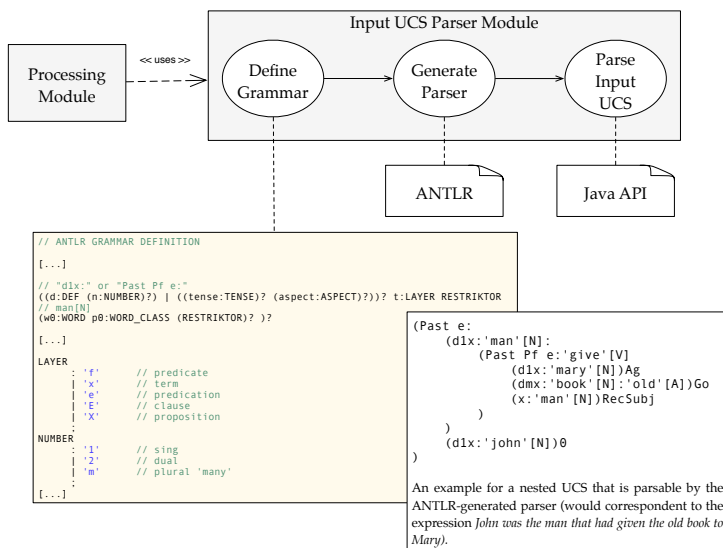 Input UCS Parser Module
Processing
Module
<< uses >>
Define
Grammar
Generate
Parser
Parse
Input
UCS
ANTLR
Java API
// ANTLR GRAMMAR DEFINITION
[...]
// "d1x:" or "Past Pf e:"
((d:DEF (n:NUMBER)?) | ((tense:TENSE)? (aspect:ASPECT)?))? t:LAYER RESTRIKTOR
// man[N]
(w0:WORD p0:WORD_CLASS (RESTRIKTOR)? )?
[...]
LAYER
: 'f' // predicate
| 'x' // term
| 'e' // predication
| 'E' // clause
| 'X' // proposition
;
NUMBER
: '1' // sing
| '2' // dual
| 'm' // plural 'many'
;
[...]
(Past e:
(d1x:'man'[N]:
(Past Pf e:'give'[V]
(d1x:'mary'[N])Ag
(dmx:'book'[N]:'old'[A])Go
(x:'man'[N])RecSubj
)
)
(d1x:'john'[N])0
)
An example for a nested UCS that is parsable by the
ANTLR-generated parser (would correspondent to the
expression John was the man that had given the old book to
Mary).